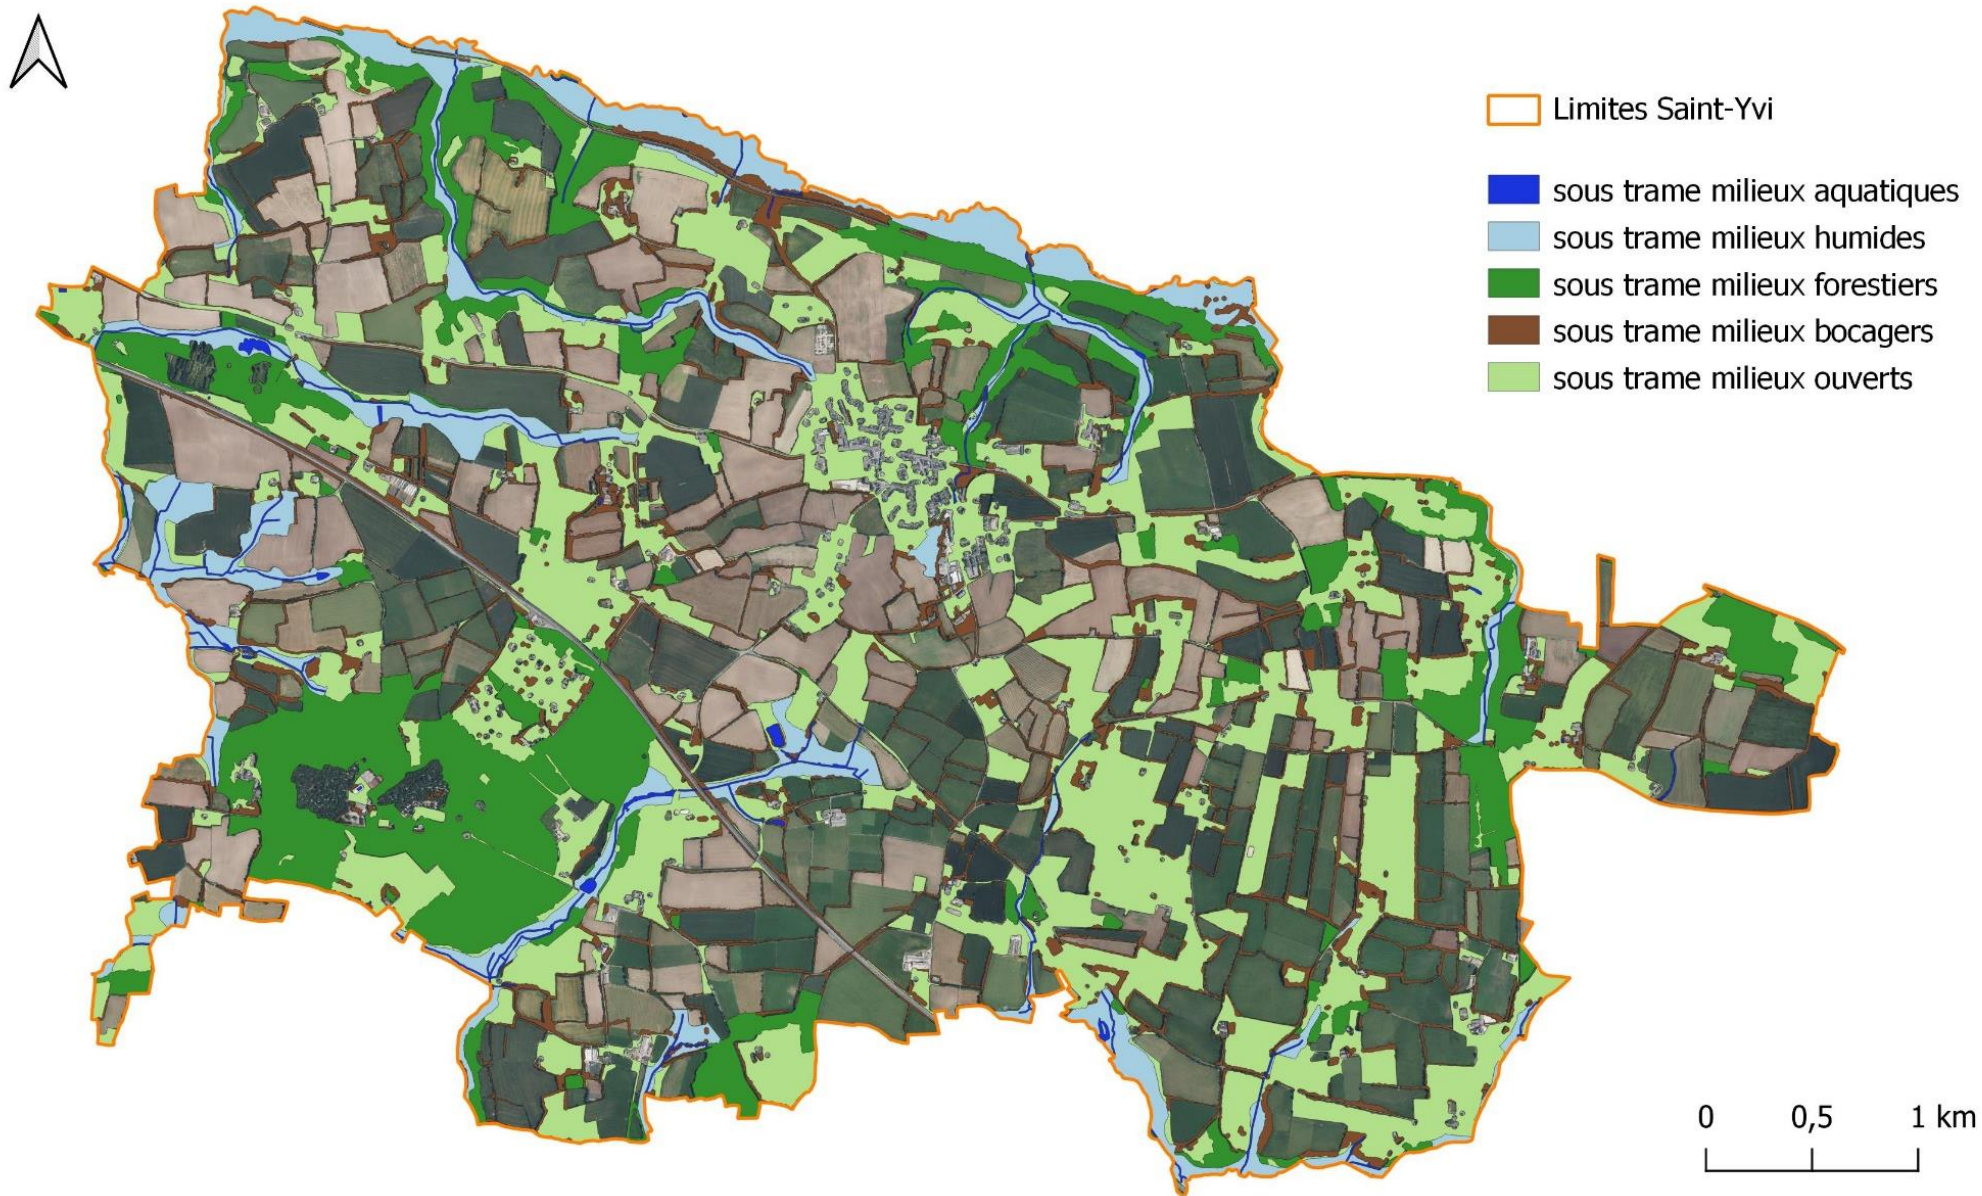 Limites Saint-Yvi
sous trame milieux aquatiques
sous trame milieux humides
sous trame milieux forestiers
sous trame milieux bocagers
sous trame milieux ouverts
0 0,5 1 km